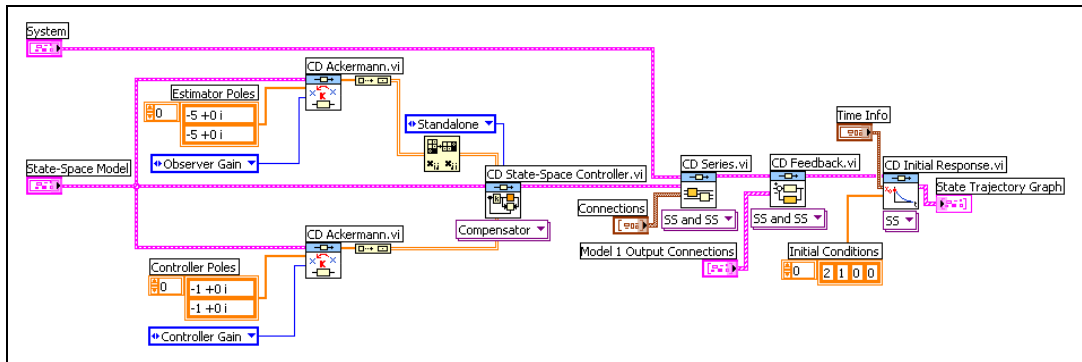 System
CD Ackermann.vi
Estimator Poles
0
-5 +0 i
-5 +0 i
Observer Gain
Standalone
State-Space Model
CD State-Space Controller.vi
Compensator
CD Ackermann.vi
Controller Poles
0
-1 +0 i
-1 +0 i
Controller Gain
CD Series.vi
SS and SS
Connections
Model 1 Output Connections
CD Feedback.vi
SS and SS
Time Info
CD Initial Response.vi
SS
State Trajectory Graph
Initial Conditions
0 2 1 0 0